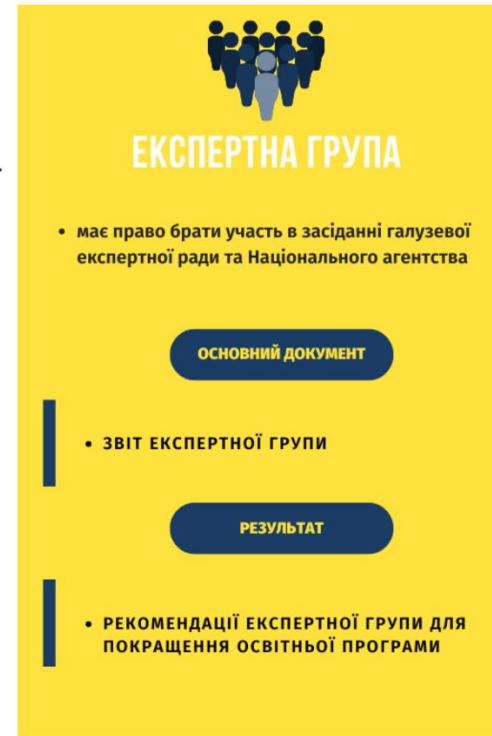 ЕКСПЕРТНА ГРУПА
• має право брати участь в засіданні галузевої
експертної ради та Національного агентства
ОСНОВНИЙ ДОКУМЕНТ
• ЗВІТ ЕКСПЕРТНОЇ ГРУПИ
РЕЗУЛЬТАТ
• РЕКОМЕНДАЦІЇ ЕКСПЕРТНОЇ ГРУПИ ДЛЯ
ПОКРАЩЕННЯ ОСВІТНЬОЇ ПРОГРАМИ